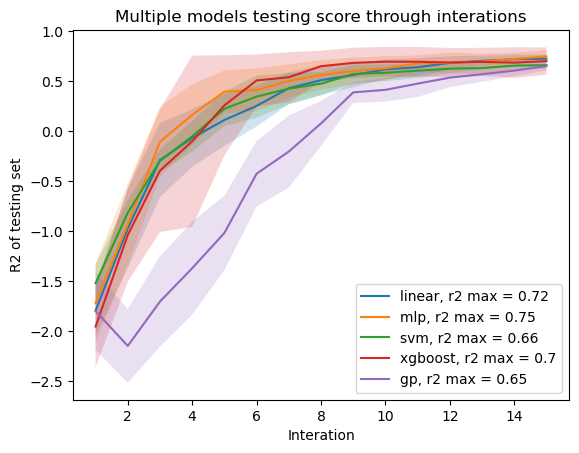 Multiple models testing score through interations
R2 of testing set
1.0
0.5
0.0
−0.5
−1.0
−1.5
−2.0
−2.5
linear, r2 max = 0.72
mlp, r2 max = 0.75
svm, r2 max = 0.66
xgboost, r2 max = 0.7
gp, r2 max = 0.65
2 4 6 8 10 12 14
Interation